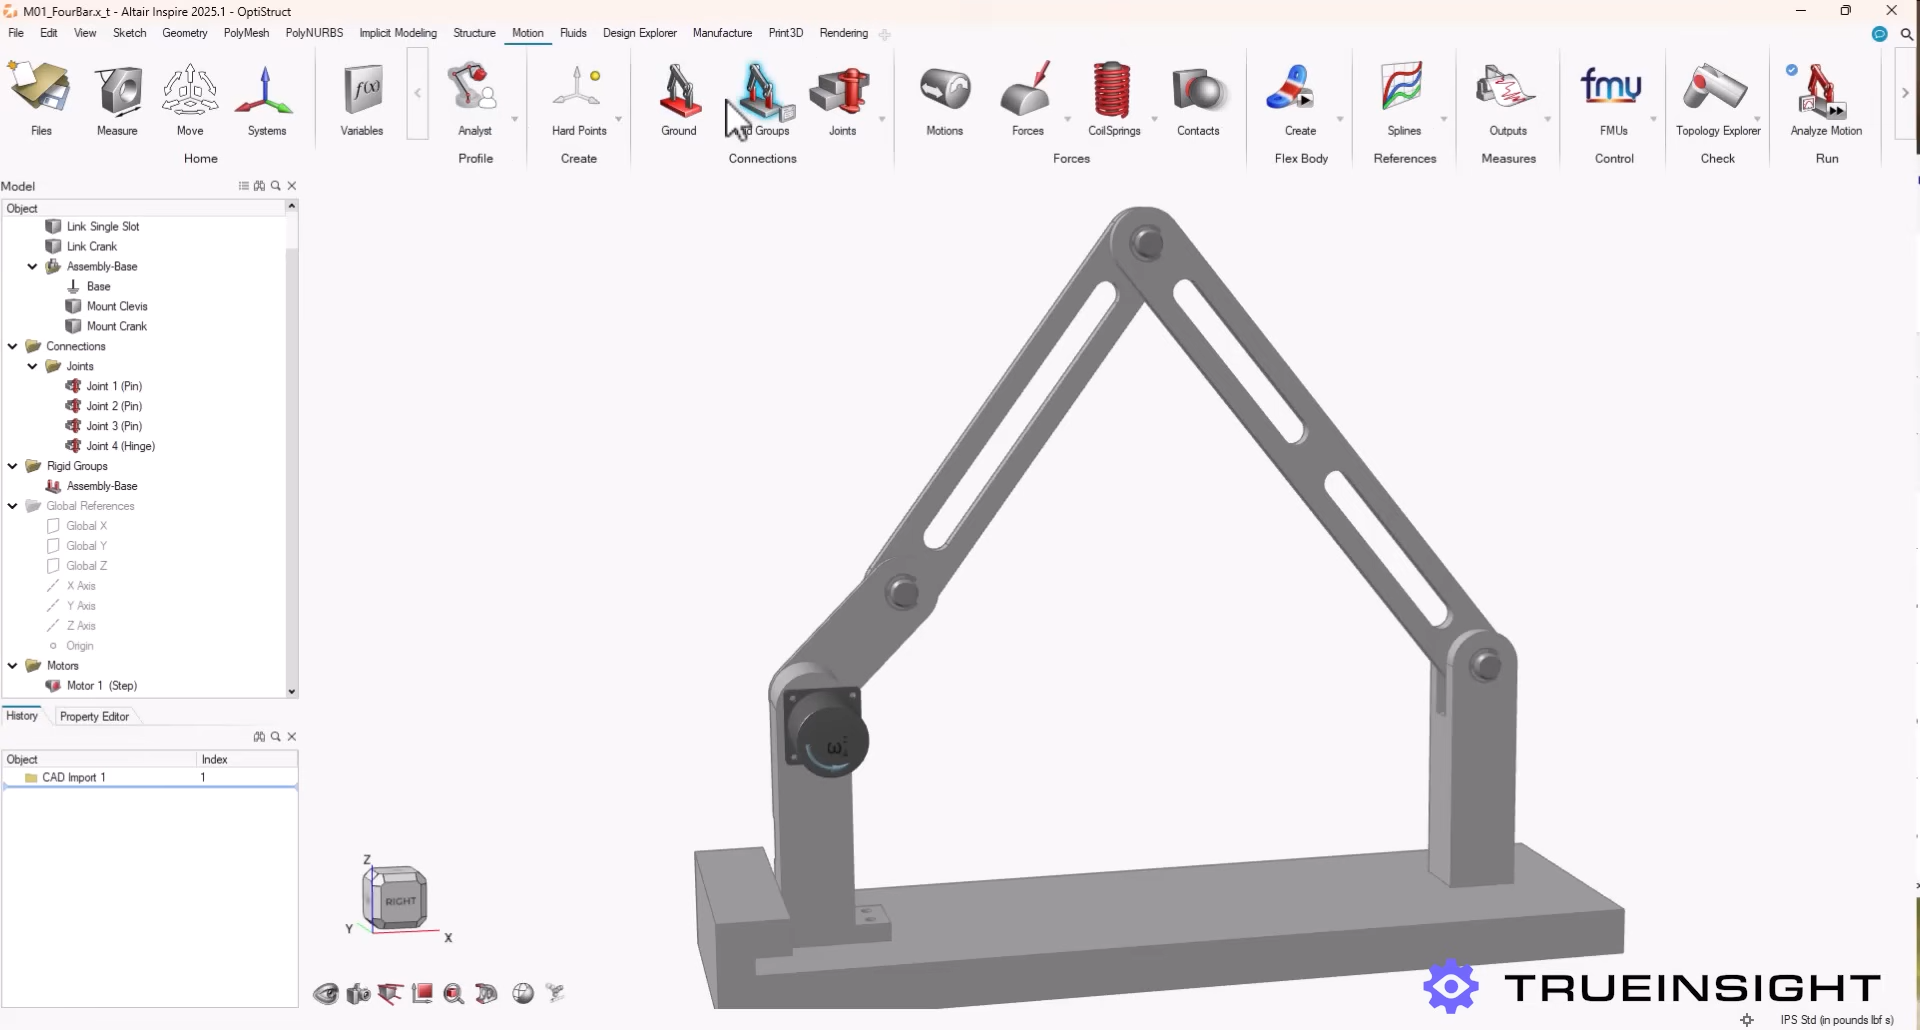 M01_FourBar.x_t - Altair Inspire 2025.1 - OptiStruct
File Edit View Sketch Geometry PolyMesh PolyNURBS Implicit Modeling Structure Motion Fluids Design Explorer Manufacture Print3D Rendering
f(x) fmu
Files Measure Move Systems Variables Analyst Hard Points Ground Groups Joints Motions Forces CoilSprings Contacts Create Splines Outputs FMUs Topology Explorer Analyze Motion
Home Profile Create Connections Forces Flex Body References Measures Control Check Run
Model
Object
Link Single Slot
Link Crank
Assembly-Base
Base
Mount Clevis
Mount Crank
Connections
Joints
Joint 1 (Pin)
Joint 2 (Pin)
Joint 3 (Pin)
Joint 4 (Hinge)
Rigid Groups
Assembly-Base
Global References
Global X
Global Y
Global Z
X Axis
Y Axis
Z Axis
Origin
Motors
Motor 1 (Step)
History Property Editor
Object Index
CAD Import 1 1
ω
Z
RIGHT
Y
X
TRUEINSIGHT
IPS Std (in pounds lbf s)